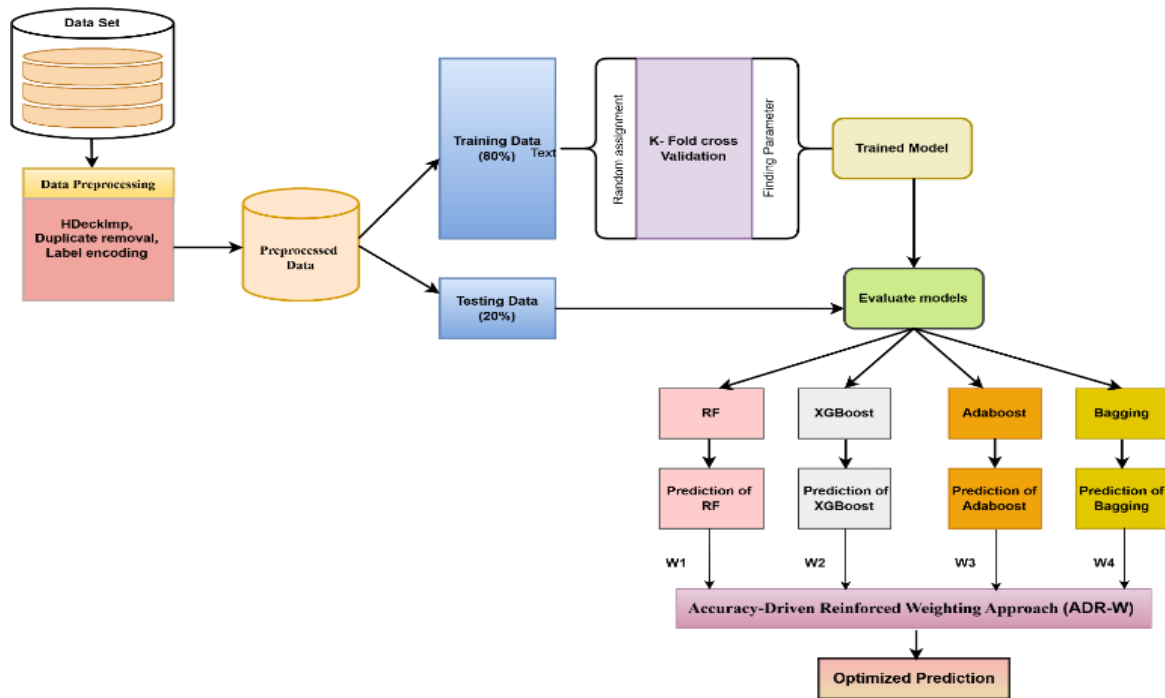 Data Set
Data Preprocessing
HDeckImp,
Duplicate removal,
Label encoding
Preprocessed
Data
Training Data
(80%)
Text
Testing Data
(20%)
Random assignment
K- Fold cross
Validation
Finding Parameter
Trained Model
Evaluate models
RF
XGBoost
Adaboost
Bagging
Prediction of
RF
Prediction of
XGBoost
Prediction of
Adaboost
Prediction of
Bagging
W1
W2
W3
W4
Accuracy-Driven Reinforced Weighting Approach (ADR-W)
Optimized Prediction